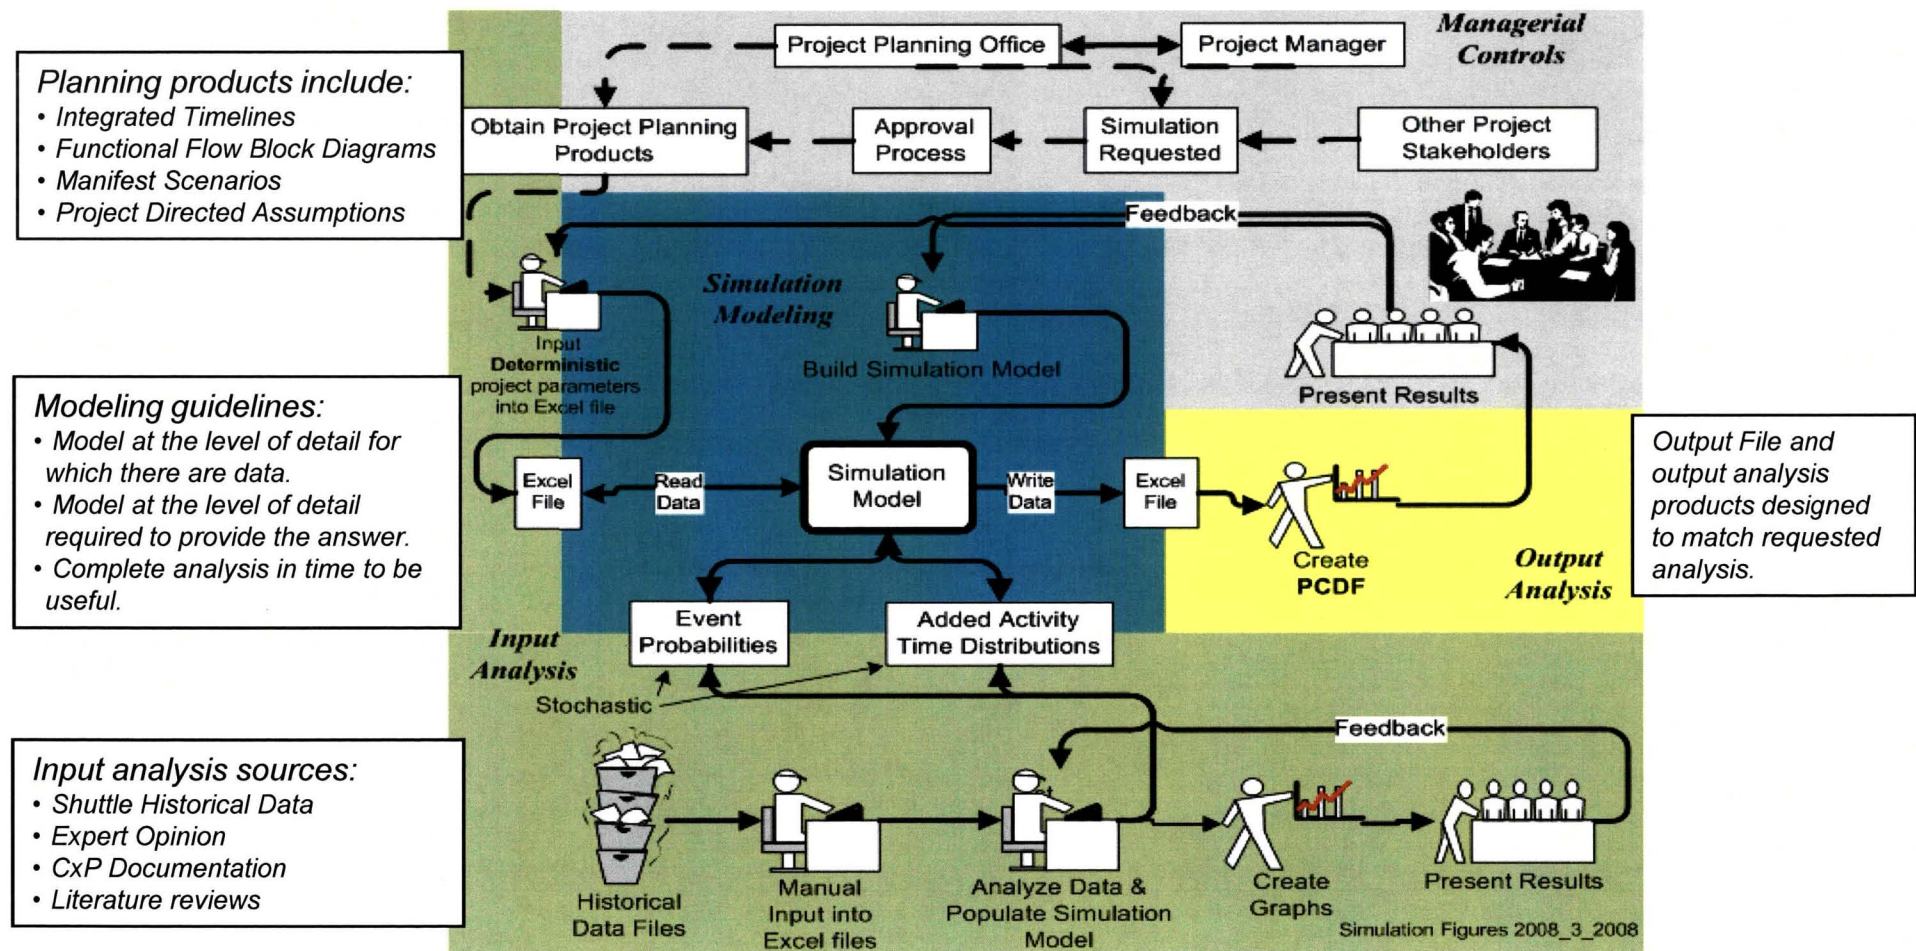 Managerial
Controls
Project Planning Office
Project Manager
Planning products include:
• Integrated Timelines
• Functional Flow Block Diagrams
• Manifest Scenarios
• Project Directed Assumptions
Obtain Project Planning
Products
Approval
Process
Simulation
Requested
Other Project
Stakeholders
Feedback
Simulation
Modeling
Input
Deterministic
project parameters
into Excel file
Build Simulation Model
Present Results
Modeling guidelines:
• Model at the level of detail for
which there are data.
• Model at the level of detail
required to provide the answer.
• Complete analysis in time to be
useful.
Excel
File
Read
Data
Simulation
Model
Write
Data
Excel
File
Create
PCDF
Output
Analysis
Output File and
output analysis
products designed
to match requested
analysis.
Input
Analysis
Event
Probabilities
Added Activity
Time Distributions
Stochastic
Feedback
Input analysis sources:
• Shuttle Historical Data
• Expert Opinion
• CxP Documentation
• Literature reviews
Historical
Data Files
Manual
Input into
Excel files
Analyze Data &
Populate Simulation
Model
Create
Graphs
Present Results
Simulation Figures 2008_3_2008